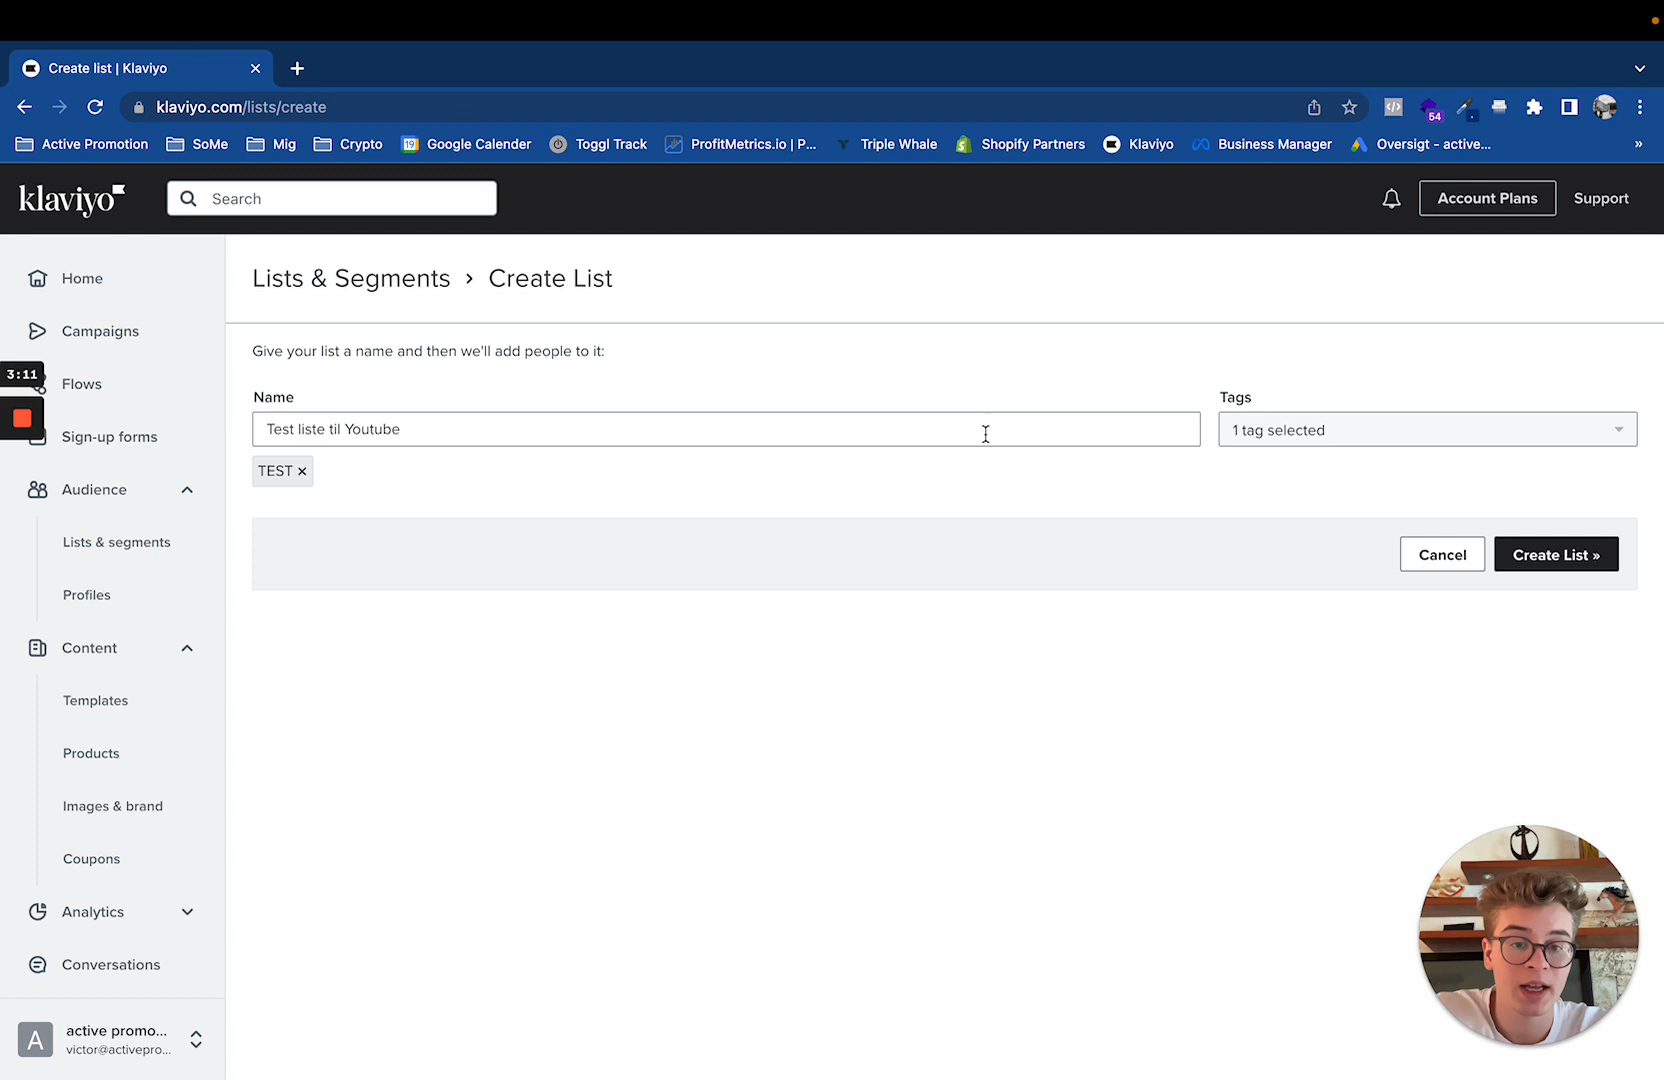 Create list | Klaviyo
klaviyo.com/lists/create
54
Active Promotion
SoMe
Mig
Crypto
19
Google Calender
Toggl Track
ProfitMetrics.io | P...
Triple Whale
Shopify Partners
Klaviyo
Business Manager
Oversigt - active...
»
klaviyo
Search
Account Plans
Support
Home
Campaigns
3:11
Flows
Sign-up forms
Audience
Lists & segments
Profiles
Content
Templates
Products
Images & brand
Coupons
Analytics
Conversations
A
active promo...
victor@activepro...
Lists & Segments › Create List
Give your list a name and then we'll add people to it:
Name
Test liste til Youtube
TEST ×
Tags
1 tag selected
Cancel
Create List »